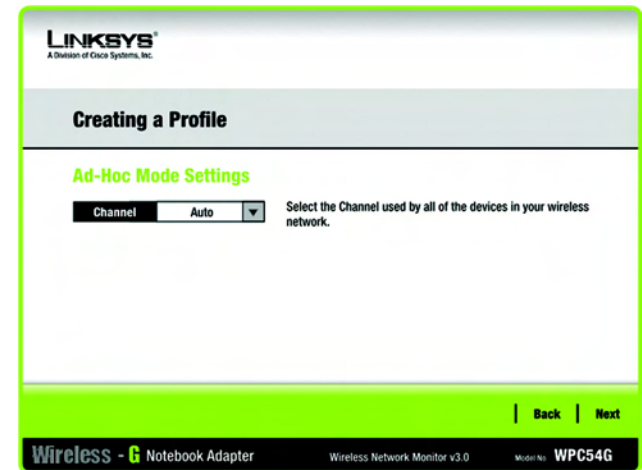 LINKSYS®
A Division of Cisco Systems, Inc.
Creating a Profile
Ad-Hoc Mode Settings
Channel Auto
Select the Channel used by all of the devices in your wireless
network.
Back Next
Wireless - G Notebook Adapter Wireless Network Monitor v3.0 Model No WPC54G